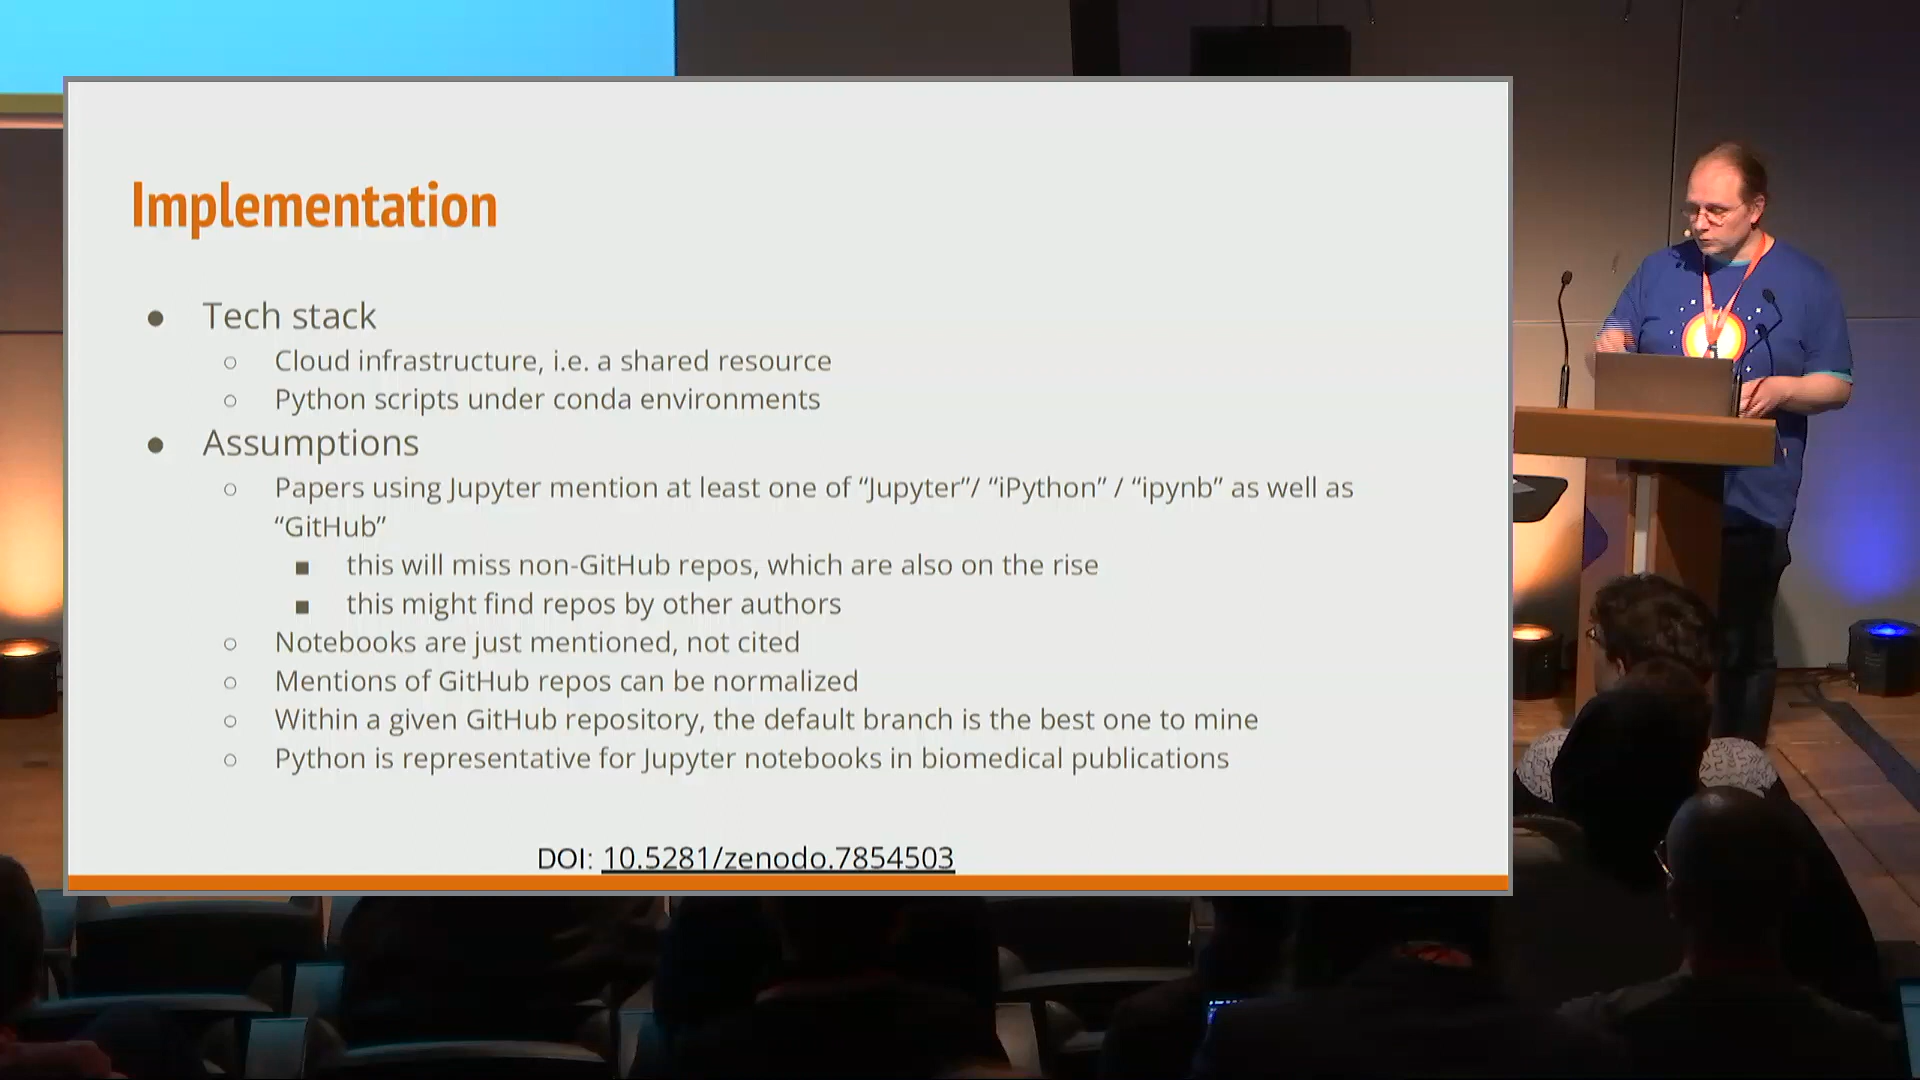 Implementation
● Tech stack
○ Cloud infrastructure, i.e. a shared resource
○ Python scripts under conda environments
● Assumptions
○ Papers using Jupyter mention at least one of “Jupyter”/ “iPython” / “ipynb” as well as
“GitHub”
■ this will miss non-GitHub repos, which are also on the rise
■ this might find repos by other authors
○ Notebooks are just mentioned, not cited
○ Mentions of GitHub repos can be normalized
○ Within a given GitHub repository, the default branch is the best one to mine
○ Python is representative for Jupyter notebooks in biomedical publications
DOI: 10.5281/zenodo.7854503